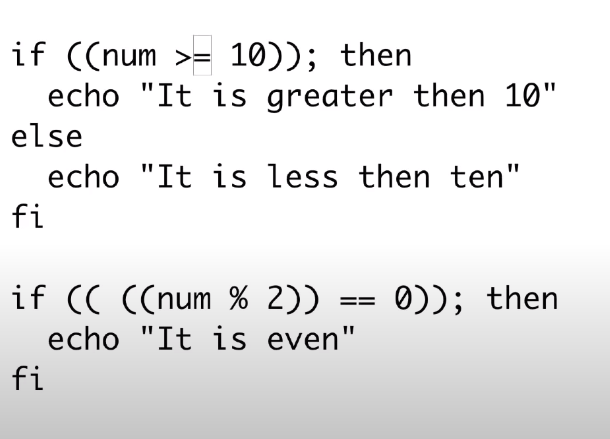 if ((num >= 10)); then
  echo "It is greater then 10"
else
  echo "It is less then ten"
fi

if (( ((num % 2)) == 0)); then
  echo "It is even"
fi